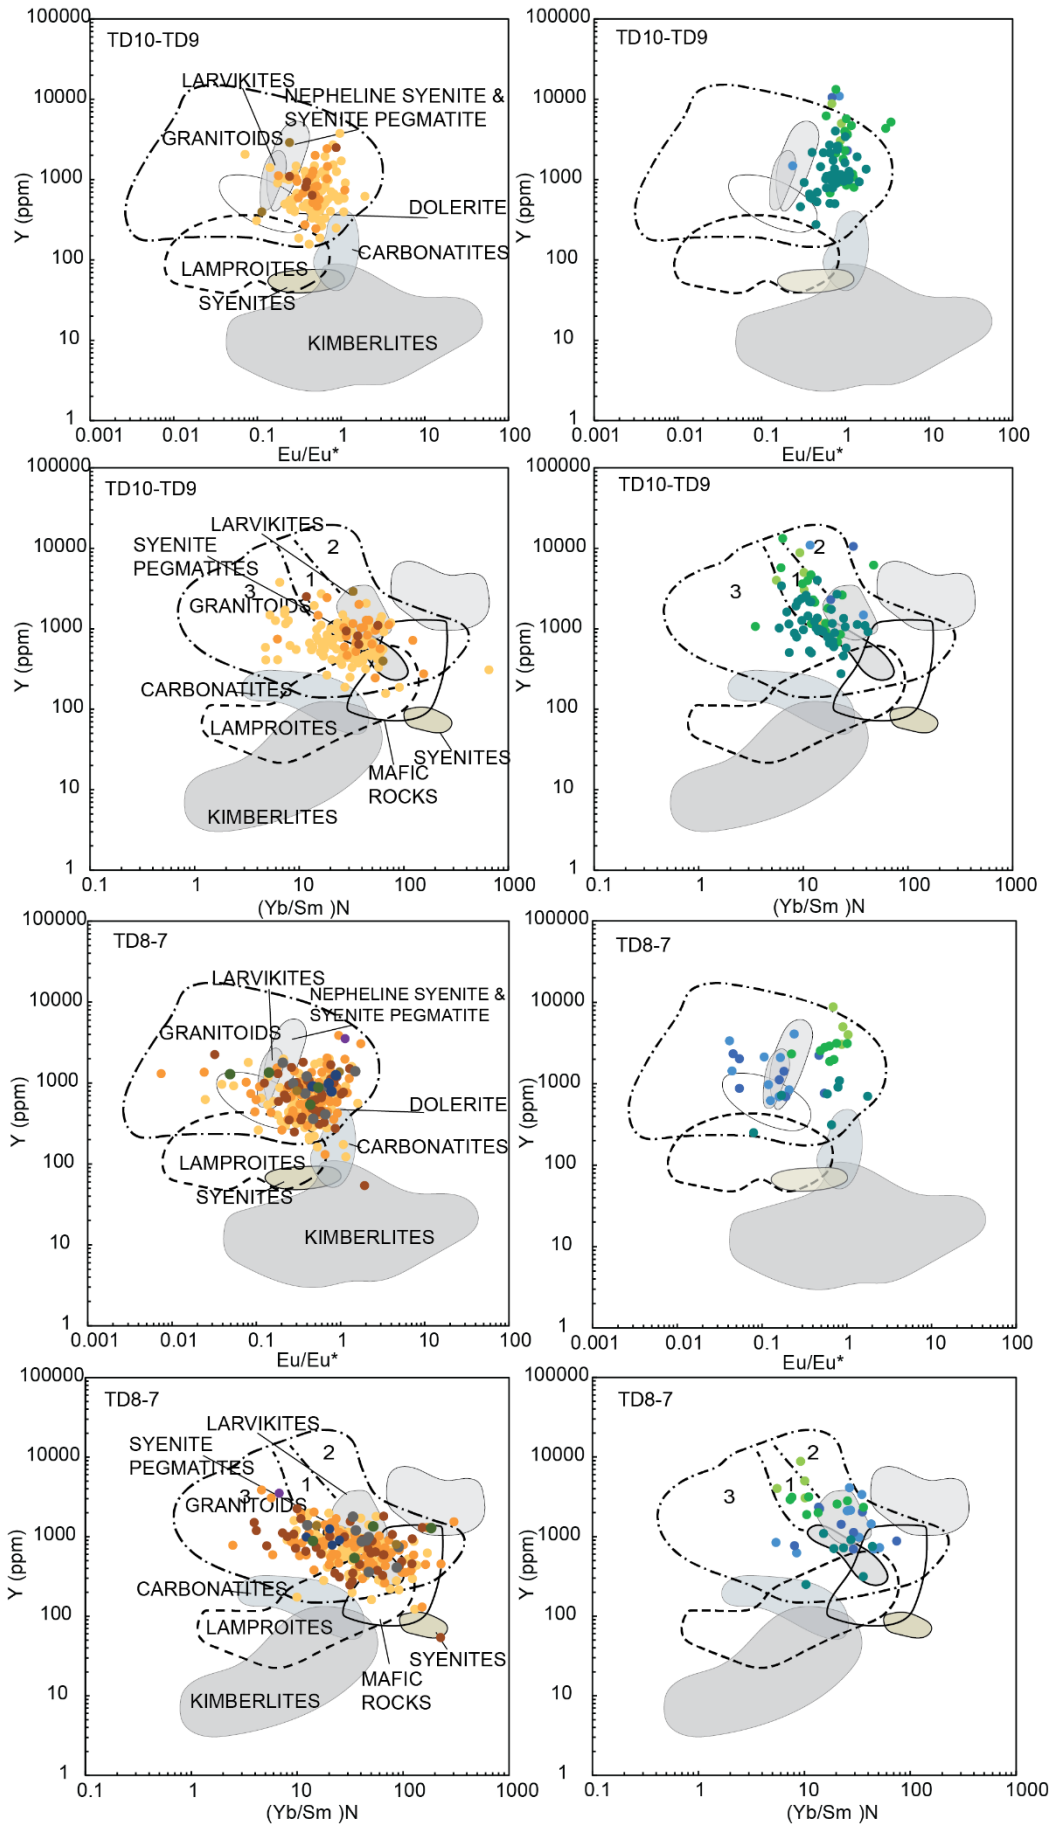 100000
TD10-TD9
LARVIKITES
10000
NEPHELINE SYENITE &
SYENITE PEGMATITE
GRANITOIDS
1000
Y (ppm)
DOLERITE
100
CARBONATITES
LAMPROITES
SYENITES
10
KIMBERLITES
1
0.001
0.01
0.1
1
10
100
Eu/Eu*
100000
TD10-TD9
10000
1000
Y (ppm)
100
10
1
0.001
0.01
0.1
1
10
100
Eu/Eu*
100000
TD10-TD9
LARVIKITES
10000
SYENITE
PEGMATITES
2
1
3
GRANITOIDS
1000
Y (ppm)
CARBONATITES
100
LAMPROITES
SYENITES
MAFIC
ROCKS
10
KIMBERLITES
1
0.1
1
10
100
1000
(Yb/Sm )N
100000
TD10-TD9
10000
2
1
3
1000
Y (ppm)
100
10
1
0.1
1
10
100
1000
(Yb/Sm )N
100000
TD8-7
LARVIKITES
10000
NEPHELINE SYENITE &
SYENITE PEGMATITE
GRANITOIDS
1000
Y (ppm)
DOLERITE
CARBONATITES
100
LAMPROITES
SYENITES
10
KIMBERLITES
1
0.001
0.01
0.1
1
10
100
Eu/Eu*
100000
TD8-7
10000
1000
Y (ppm)
100
10
1
0.001
0.01
0.1
1
10
100
Eu/Eu*
100000
TD8-7
LARVIKITES
SYENITE
PEGMATITES
10000
2
1
3
GRANITOIDS
1000
Y (ppm)
CARBONATITES
100
LAMPROITES
SYENITES
MAFIC
ROCKS
10
KIMBERLITES
1
0.1
1
10
100
1000
(Yb/Sm )N
100000
TD8-7
10000
2
1
3
1000
Y (ppm)
100
10
1
0.1
1
10
100
1000
(Yb/Sm )N